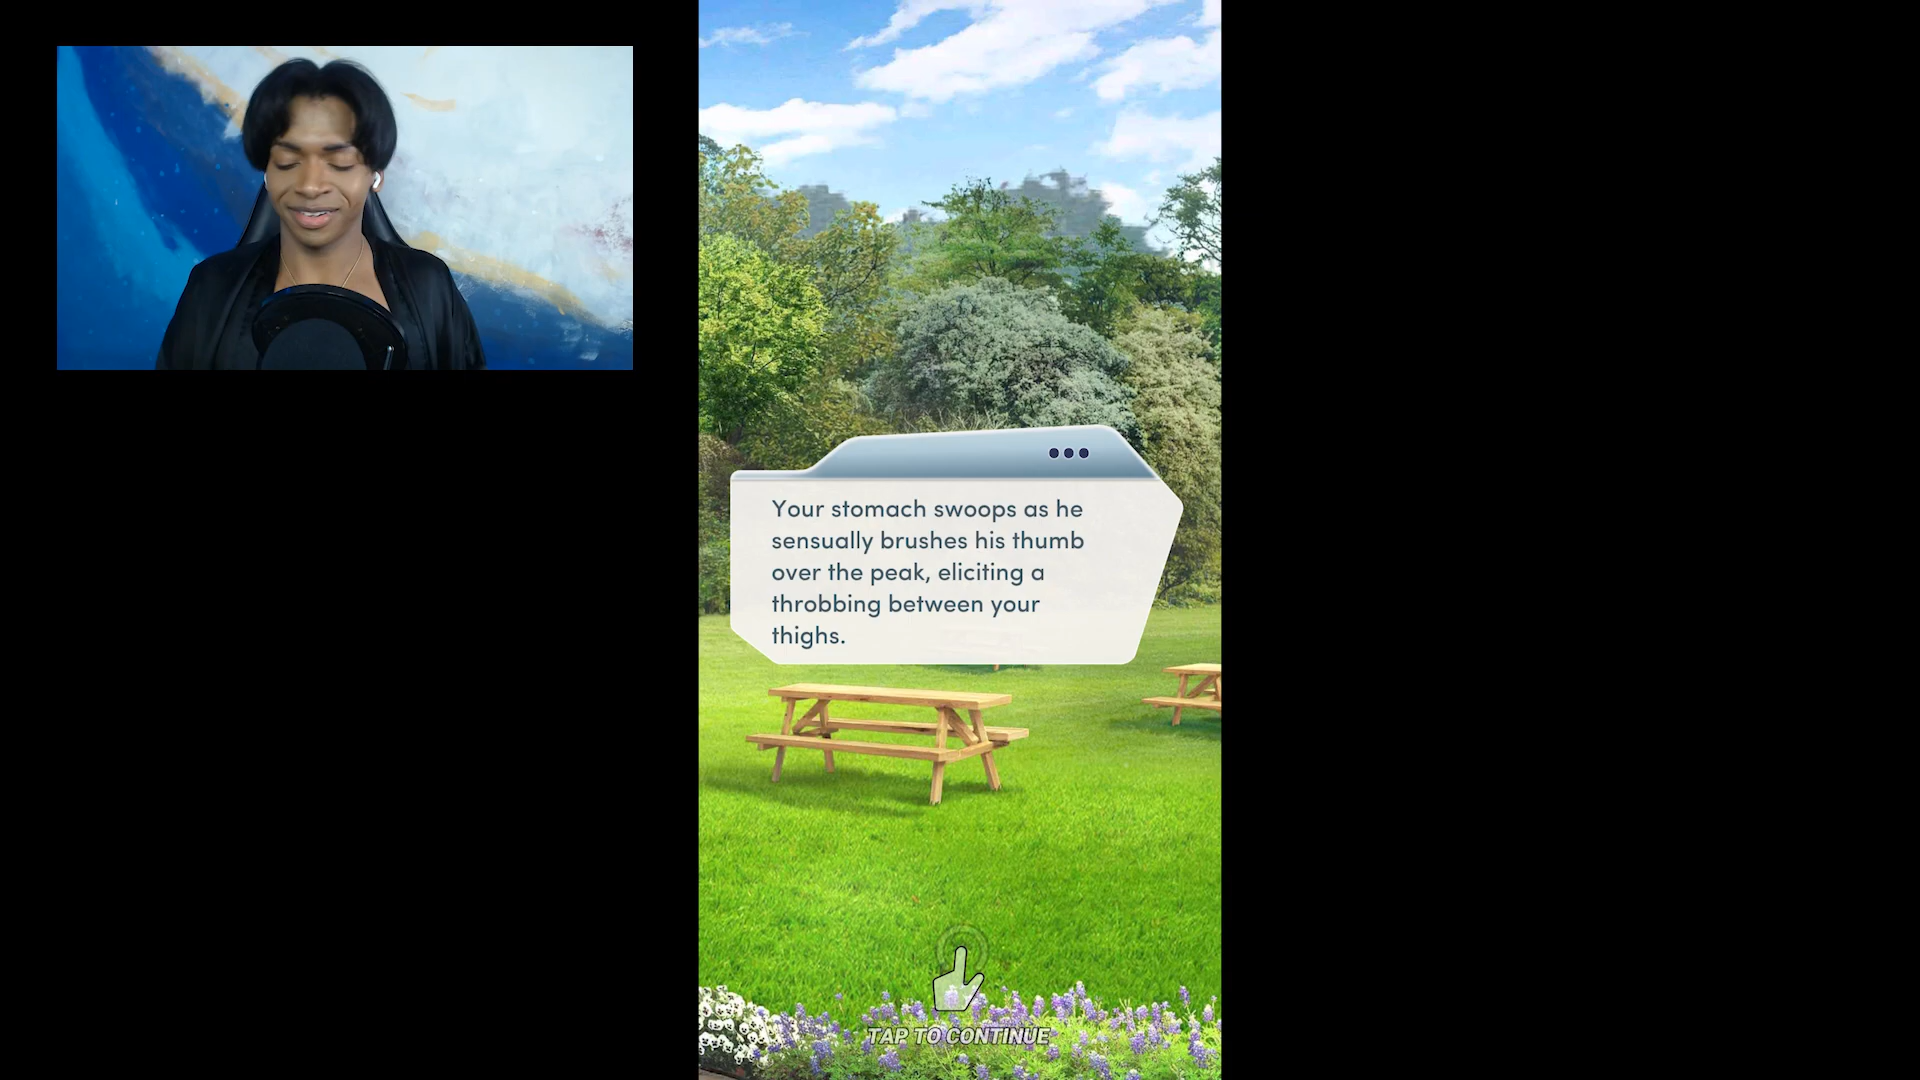 Your stomach swoops as he
sensually brushes his thumb
over the peak, eliciting a
throbbing between your
thighs.
TAP TO CONTINUE